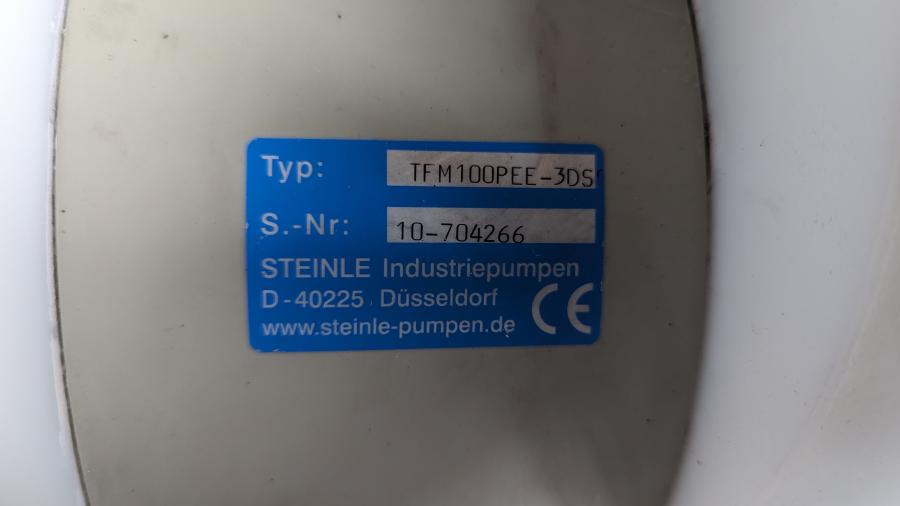 Typ: TFM100PEE-3DS
S.-Nr: 10-704266
STEINLE Industriepumpen
D-40225 Düsseldorf
www.steinle-pumpen.de CE